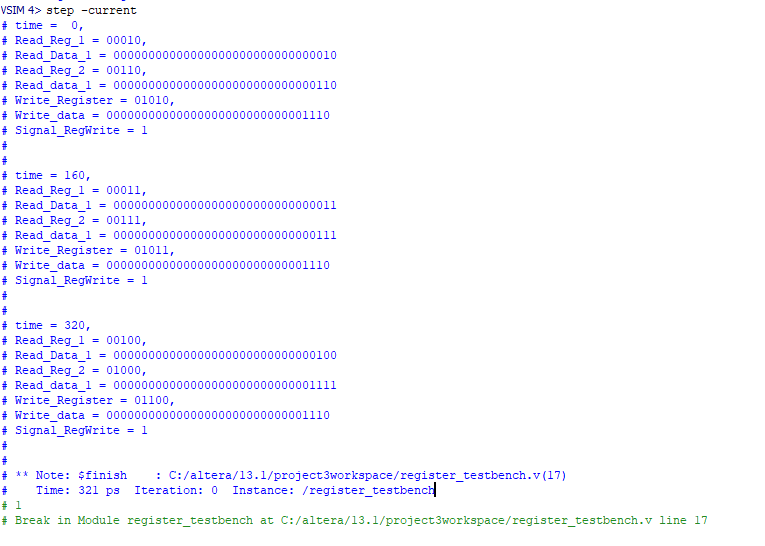 VSIM 4> step -current
# time =  0,
# Read_Reg_1 = 00010,
# Read_Data_1 = 00000000000000000000000000000010
# Read_Reg_2 = 00110,
# Read_data_1 = 00000000000000000000000000000110
# Write_Register = 01010,
# Write_data = 00000000000000000000000000001110
# Signal_RegWrite = 1
#
#
# time = 160,
# Read_Reg_1 = 00011,
# Read_Data_1 = 00000000000000000000000000000011
# Read_Reg_2 = 00111,
# Read_data_1 = 00000000000000000000000000000111
# Write_Register = 01011,
# Write_data = 00000000000000000000000000001110
# Signal_RegWrite = 1
#
#
# time = 320,
# Read_Reg_1 = 00100,
# Read_Data_1 = 00000000000000000000000000000100
# Read_Reg_2 = 01000,
# Read_data_1 = 00000000000000000000000000001111
# Write_Register = 01100,
# Write_data = 00000000000000000000000000001110
# Signal_RegWrite = 1
#
#
# ** Note: $finish    : C:/altera/13.1/project3workspace/register_testbench.v(17)
#    Time: 321 ps  Iteration: 0  Instance: /register_testbench
# 1
# Break in Module register_testbench at C:/altera/13.1/project3workspace/register_testbench.v line 17